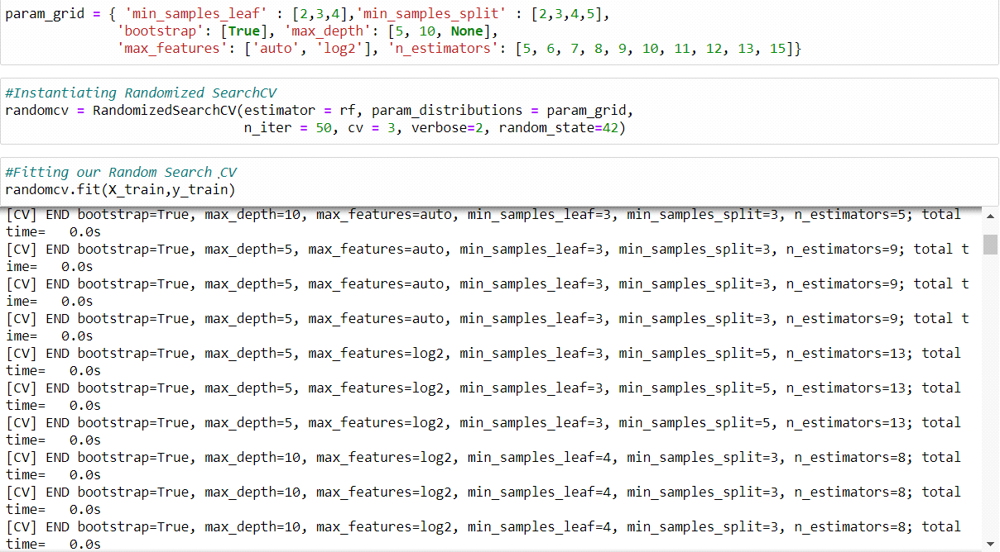 param_grid = { 'min_samples_leaf' : [2,3,4],'min_samples_split' : [2,3,4,5],
'bootstrap': [True], 'max_depth': [5, 10, None],
'max_features': ['auto', 'log2'], 'n_estimators': [5, 6, 7, 8, 9, 10, 11, 12, 13, 15]}
#Instantiating Randomized SearchCV
randomcv = RandomizedSearchCV(estimator = rf, param_distributions = param_grid,
n_iter = 50, cv = 3, verbose=2, random_state=42)
#Fitting our Random Search CV
randomcv.fit(X_train,y_train)
[CV] END bootstrap=True, max_depth=10, max_features=auto, min_samples_leaf=3, min_samples_split=3, n_estimators=5; total
time=   0.0s
[CV] END bootstrap=True, max_depth=5, max_features=auto, min_samples_leaf=3, min_samples_split=3, n_estimators=9; total t
ime=   0.0s
[CV] END bootstrap=True, max_depth=5, max_features=auto, min_samples_leaf=3, min_samples_split=3, n_estimators=9; total t
ime=   0.0s
[CV] END bootstrap=True, max_depth=5, max_features=auto, min_samples_leaf=3, min_samples_split=3, n_estimators=9; total t
ime=   0.0s
[CV] END bootstrap=True, max_depth=5, max_features=log2, min_samples_leaf=3, min_samples_split=5, n_estimators=13; total
time=   0.0s
[CV] END bootstrap=True, max_depth=5, max_features=log2, min_samples_leaf=3, min_samples_split=5, n_estimators=13; total
time=   0.0s
[CV] END bootstrap=True, max_depth=5, max_features=log2, min_samples_leaf=3, min_samples_split=5, n_estimators=13; total
time=   0.0s
[CV] END bootstrap=True, max_depth=10, max_features=log2, min_samples_leaf=4, min_samples_split=3, n_estimators=8; total
time=   0.0s
[CV] END bootstrap=True, max_depth=10, max_features=log2, min_samples_leaf=4, min_samples_split=3, n_estimators=8; total
time=   0.0s
[CV] END bootstrap=True, max_depth=10, max_features=log2, min_samples_leaf=4, min_samples_split=3, n_estimators=8; total
time=   0.0s